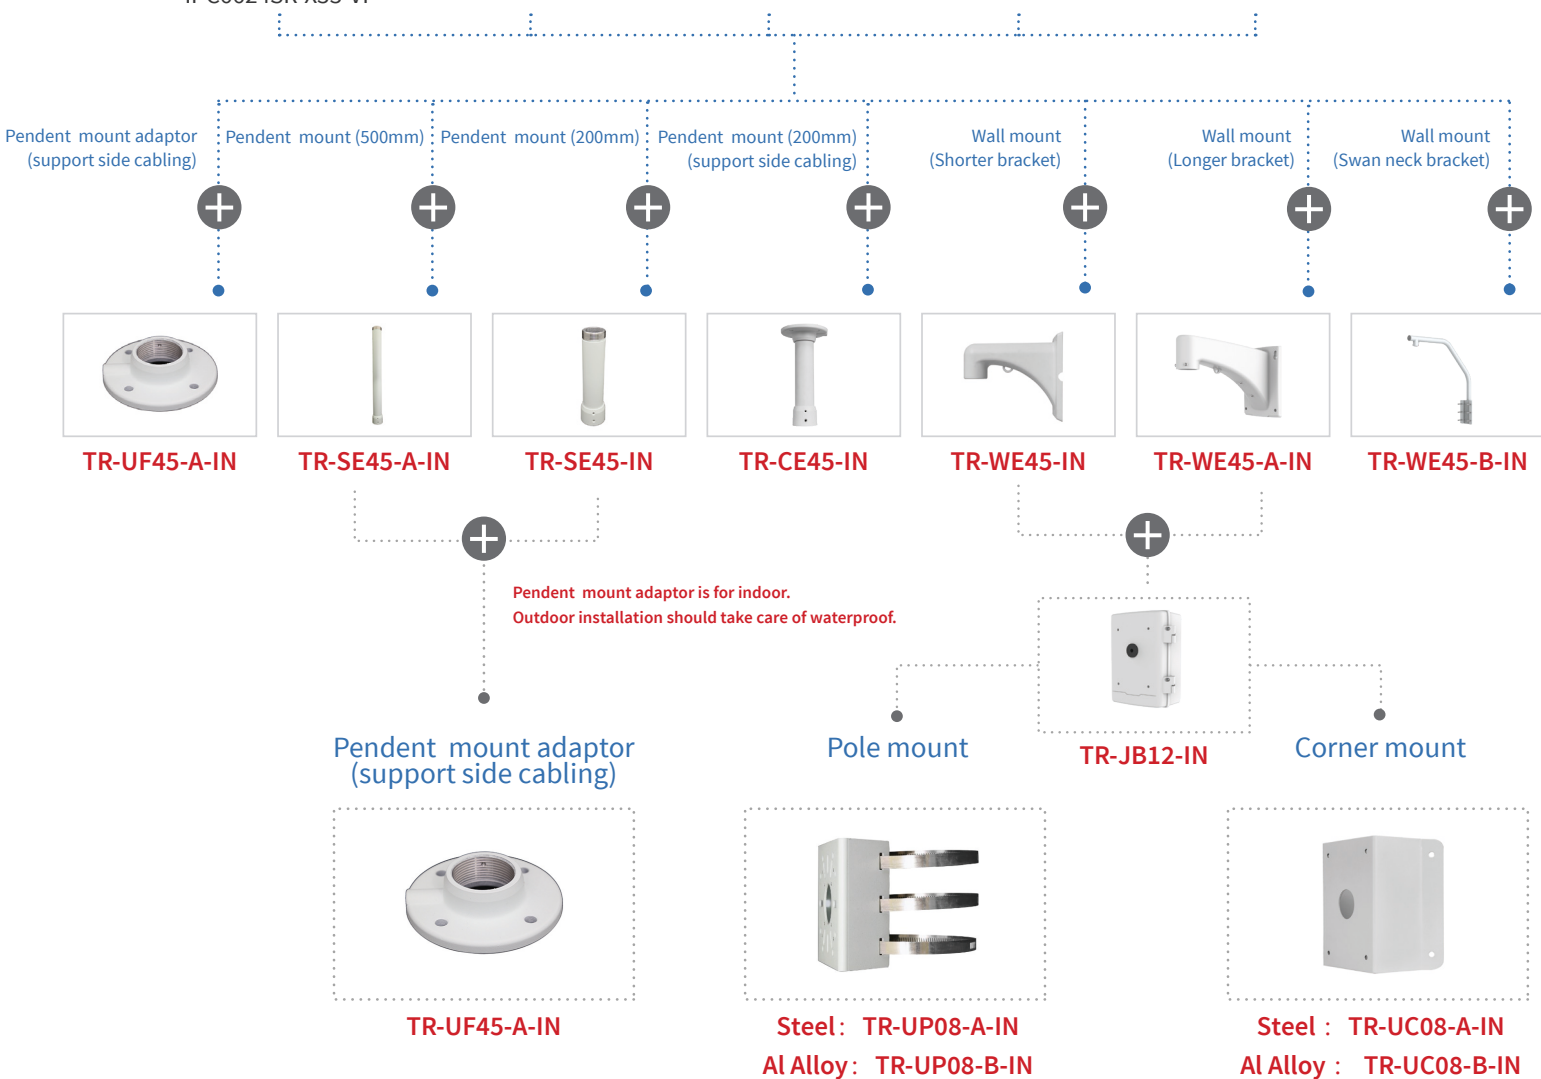 Pendent mount adaptor
(support side cabling)
Pendent mount (500mm)
Pendent mount (200mm)
Pendent mount (200mm)
(support side cabling)
Wall mount
(Shorter bracket)
Wall mount
(Longer bracket)
Wall mount
(Swan neck bracket)
TR-UF45-A-IN
TR-SE45-A-IN
TR-SE45-IN
TR-CE45-IN
TR-WE45-IN
TR-WE45-A-IN
TR-WE45-B-IN
Pendent mount adaptor is for indoor.
Outdoor installation should take care of waterproof.
Pendent mount adaptor
(support side cabling)
Pole mount
TR-JB12-IN
Corner mount
TR-UF45-A-IN
Steel: TR-UP08-A-IN
Al Alloy: TR-UP08-B-IN
Steel : TR-UC08-A-IN
Al Alloy : TR-UC08-B-IN